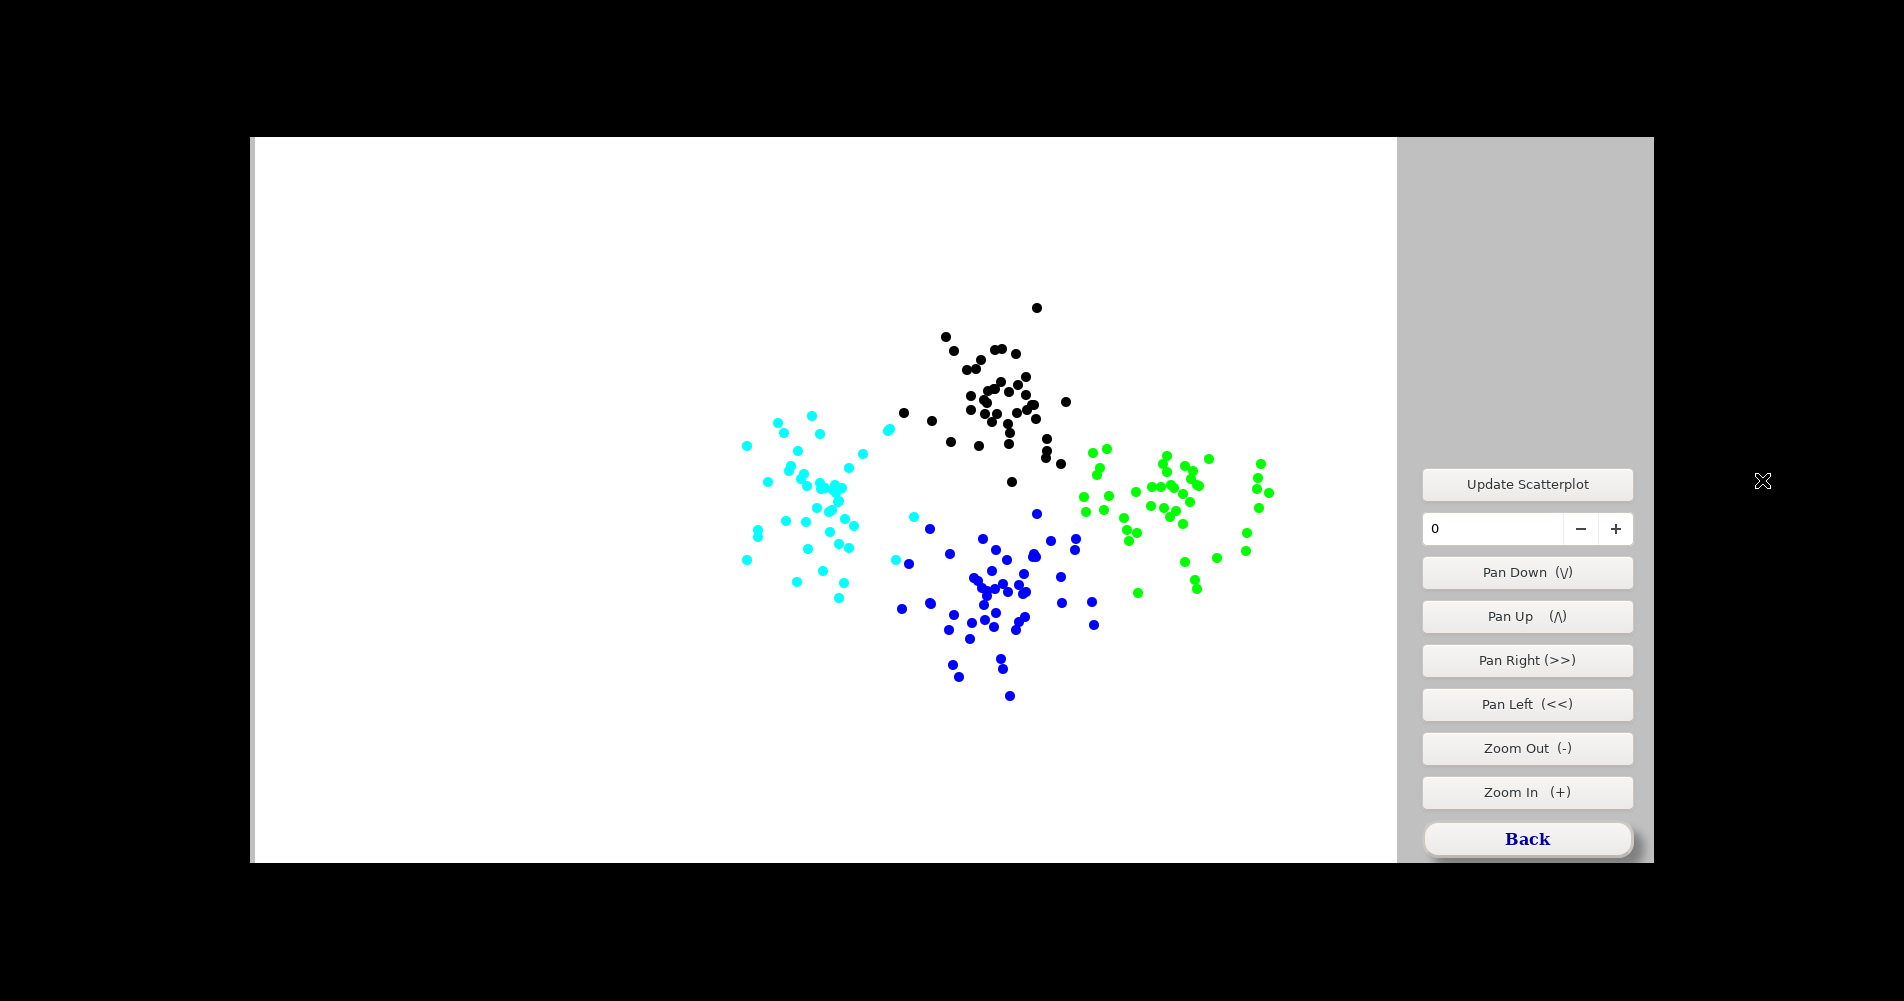 Update Scatterplot
0 − +
Pan Down (\/)
Pan Up (/\)
Pan Right (>>)
Pan Left (<<)
Zoom Out (-)
Zoom In (+)
Back